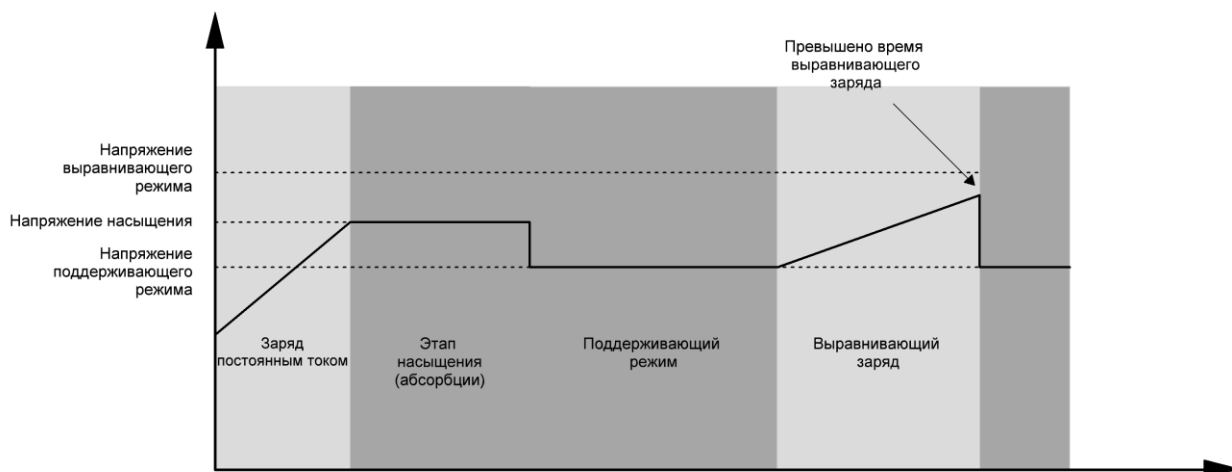 Превышено время
выравнивающего
заряда
Напряжение
выравнивающего
режима
Напряжение насыщения
Напряжение
поддерживающего
режима
Заряд
постоянным током
Этап
насыщения
(абсорбции)
Поддерживающий
режим
Выравнивающий
заряд